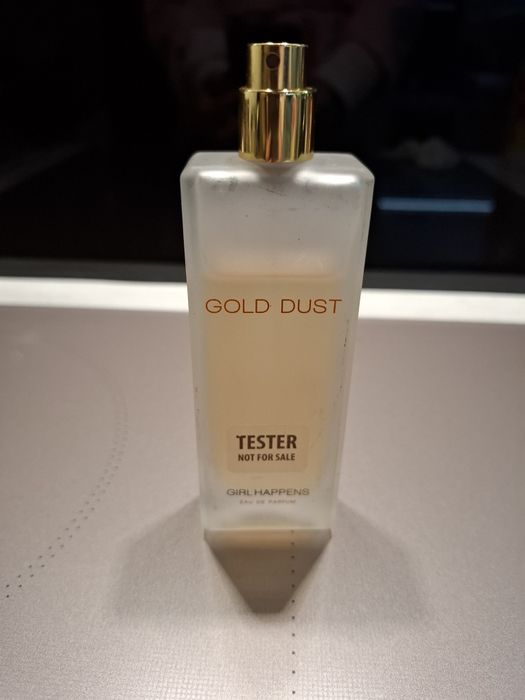 GOLD DUST
TESTER
NOT FOR SALE
GIRL HAPPENS
EAU DE PARFUM